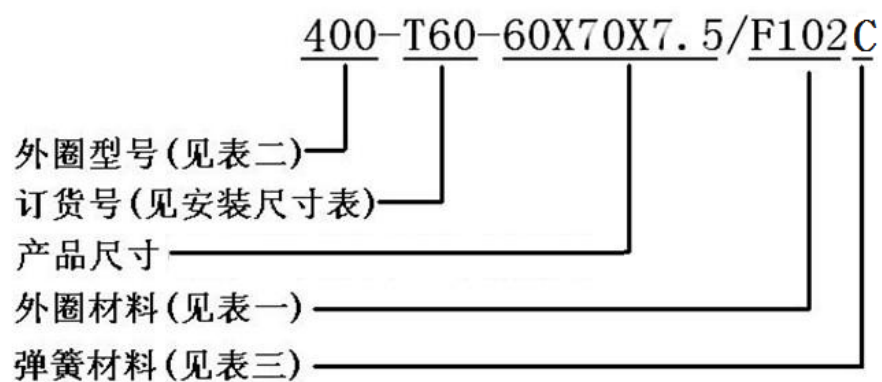 400-T60-60X70X7.5/F102C
外圈型号(见表二)
订货号(见安装尺寸表)
产品尺寸
外圈材料(见表一)
弹簧材料(见表三)